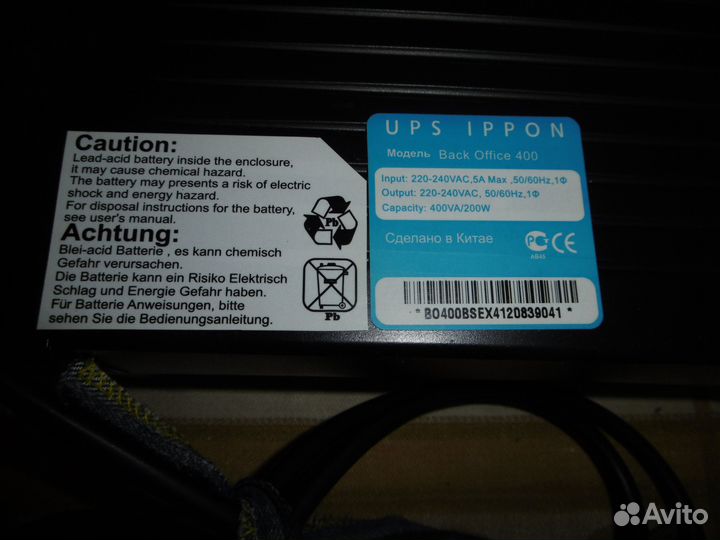 Caution:
Lead-acid battery inside the enclosure,
it may cause chemical hazard.
The battery may presents a risk of electric
shock and energy hazard.
For disposal instructions for the battery,
see user's manual.
Pb
Achtung:
Blei-acid Batterie , es kann chemisch
Gefahr verursachen.
Die Batterie kann ein Risiko Elektrisch
Schlag und Energie Gefahr haben.
Für Batterie Anweisungen, bitte
sehen Sie die Bedienungsanleitung.
Pb
UPS IPPON
Модель Back Office 400
Input: 220-240VAC,5A Max ,50/60Hz,1Φ
Output: 220-240VAC, 50/60Hz,1Φ
Capacity: 400VA/200W
Сделано в Китае
АВ45
* BO400BSEX4120839041 *
Avito